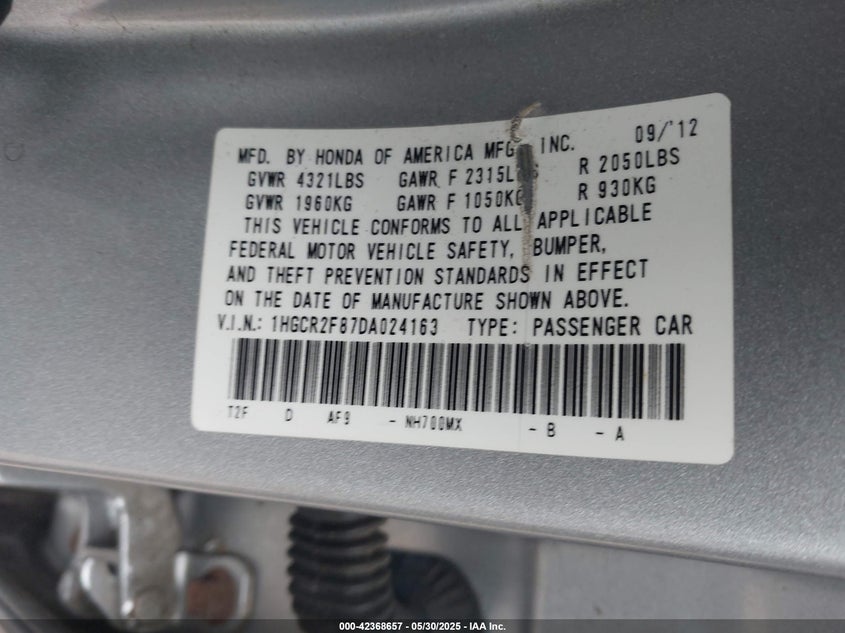 MFD. BY HONDA OF AMERICA MFG. INC. 09/'12
GVWR 4321LBS GAWR F 2315LBS R 2050LBS
GVWR 1960KG GAWR F 1050KG R 930KG
THIS VEHICLE CONFORMS TO ALL APPLICABLE
FEDERAL MOTOR VEHICLE SAFETY, BUMPER,
AND THEFT PREVENTION STANDARDS IN EFFECT
ON THE DATE OF MANUFACTURE SHOWN ABOVE.
V.I.N.: 1HGCR2F87DA024163 TYPE: PASSENGER CAR
T2F D AF9 - NH700MX - B - A
000-42368657 - 05/30/2025 - IAA Inc.